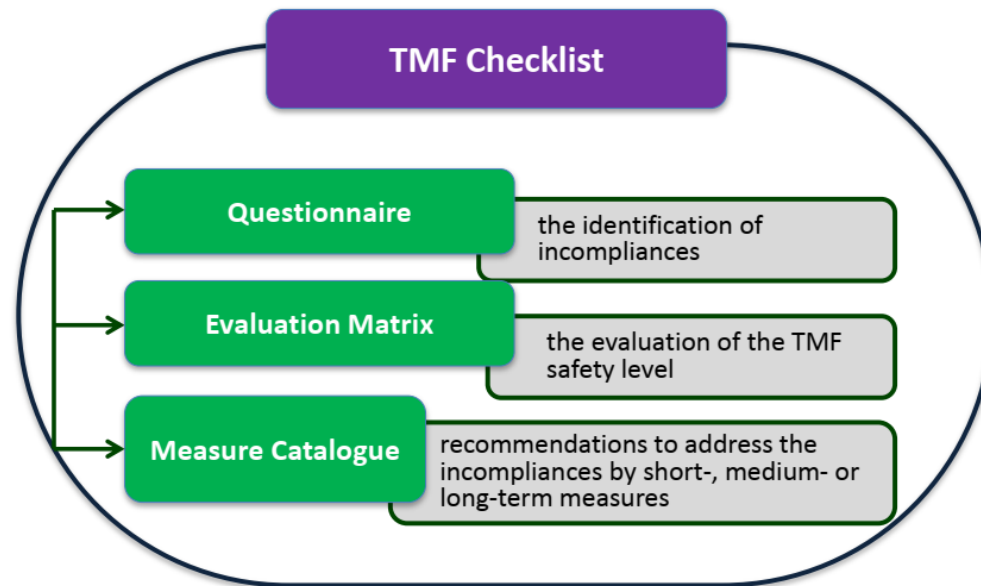 TMF Checklist
Questionnaire
the identification of
incompliances
Evaluation Matrix
the evaluation of the TMF
safety level
Measure Catalogue
recommendations to address the
incompliances by short-, medium- or
long-term measures